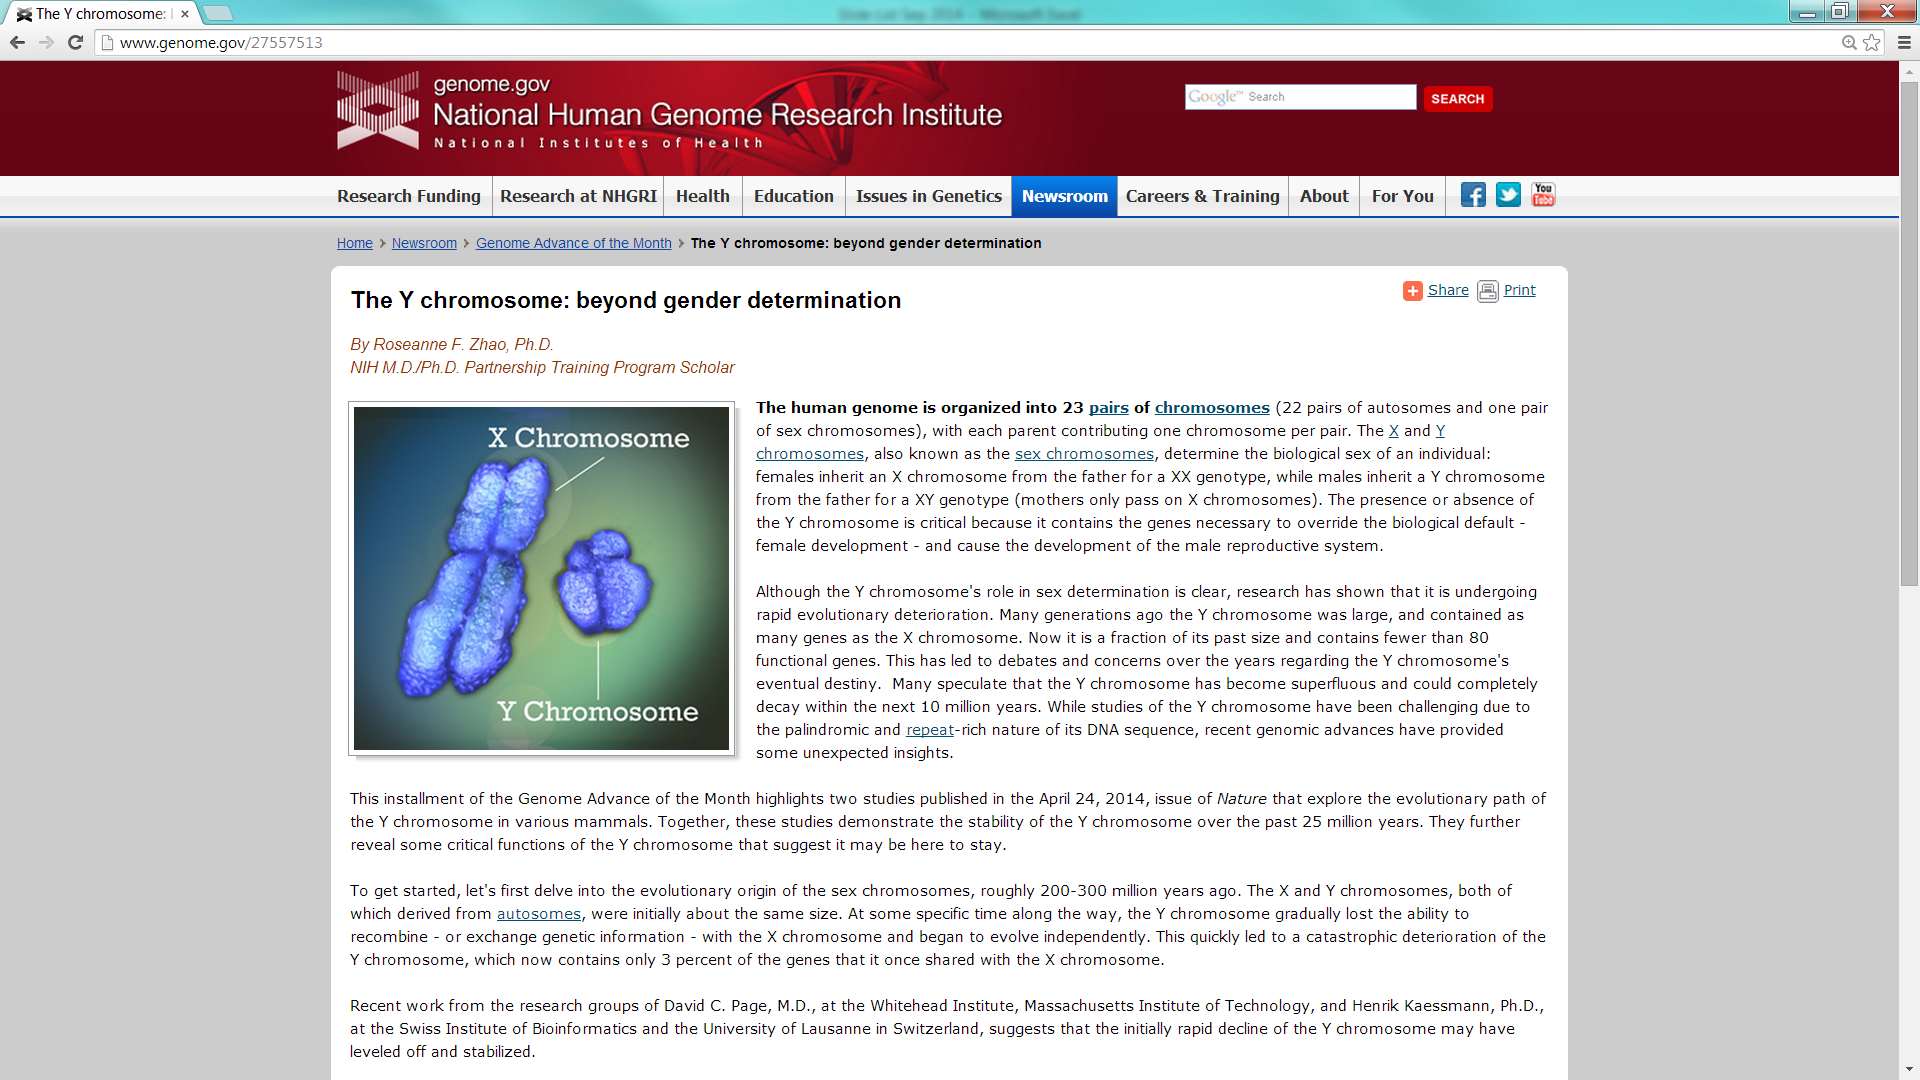 The Y chromosome:
Slide List Sep 2014 - Microsoft Excel
www.genome.gov/27557513
genome.gov
National Human Genome Research Institute
National Institutes of Health
Google™ Search
SEARCH
Research Funding
Research at NHGRI
Health
Education
Issues in Genetics
Newsroom
Careers & Training
About
For You
You
Tube
Home > Newsroom > Genome Advance of the Month > The Y chromosome: beyond gender determination
The Y chromosome: beyond gender determination
Share
Print
By Roseanne F. Zhao, Ph.D.
NIH M.D./Ph.D. Partnership Training Program Scholar
X Chromosome
Y Chromosome
The human genome is organized into 23 pairs of chromosomes (22 pairs of autosomes and one pair
of sex chromosomes), with each parent contributing one chromosome per pair. The X and Y
chromosomes, also known as the sex chromosomes, determine the biological sex of an individual:
females inherit an X chromosome from the father for a XX genotype, while males inherit a Y chromosome
from the father for a XY genotype (mothers only pass on X chromosomes). The presence or absence of
the Y chromosome is critical because it contains the genes necessary to override the biological default -
female development - and cause the development of the male reproductive system.
Although the Y chromosome's role in sex determination is clear, research has shown that it is undergoing
rapid evolutionary deterioration. Many generations ago the Y chromosome was large, and contained as
many genes as the X chromosome. Now it is a fraction of its past size and contains fewer than 80
functional genes. This has led to debates and concerns over the years regarding the Y chromosome's
eventual destiny.  Many speculate that the Y chromosome has become superfluous and could completely
decay within the next 10 million years. While studies of the Y chromosome have been challenging due to
the palindromic and repeat-rich nature of its DNA sequence, recent genomic advances have provided
some unexpected insights.
This installment of the Genome Advance of the Month highlights two studies published in the April 24, 2014, issue of Nature that explore the evolutionary path of
the Y chromosome in various mammals. Together, these studies demonstrate the stability of the Y chromosome over the past 25 million years. They further
reveal some critical functions of the Y chromosome that suggest it may be here to stay.
To get started, let's first delve into the evolutionary origin of the sex chromosomes, roughly 200-300 million years ago. The X and Y chromosomes, both of
which derived from autosomes, were initially about the same size. At some specific time along the way, the Y chromosome gradually lost the ability to
recombine - or exchange genetic information - with the X chromosome and began to evolve independently. This quickly led to a catastrophic deterioration of the
Y chromosome, which now contains only 3 percent of the genes that it once shared with the X chromosome.
Recent work from the research groups of David C. Page, M.D., at the Whitehead Institute, Massachusetts Institute of Technology, and Henrik Kaessmann, Ph.D.,
at the Swiss Institute of Bioinformatics and the University of Lausanne in Switzerland, suggests that the initially rapid decline of the Y chromosome may have
leveled off and stabilized.